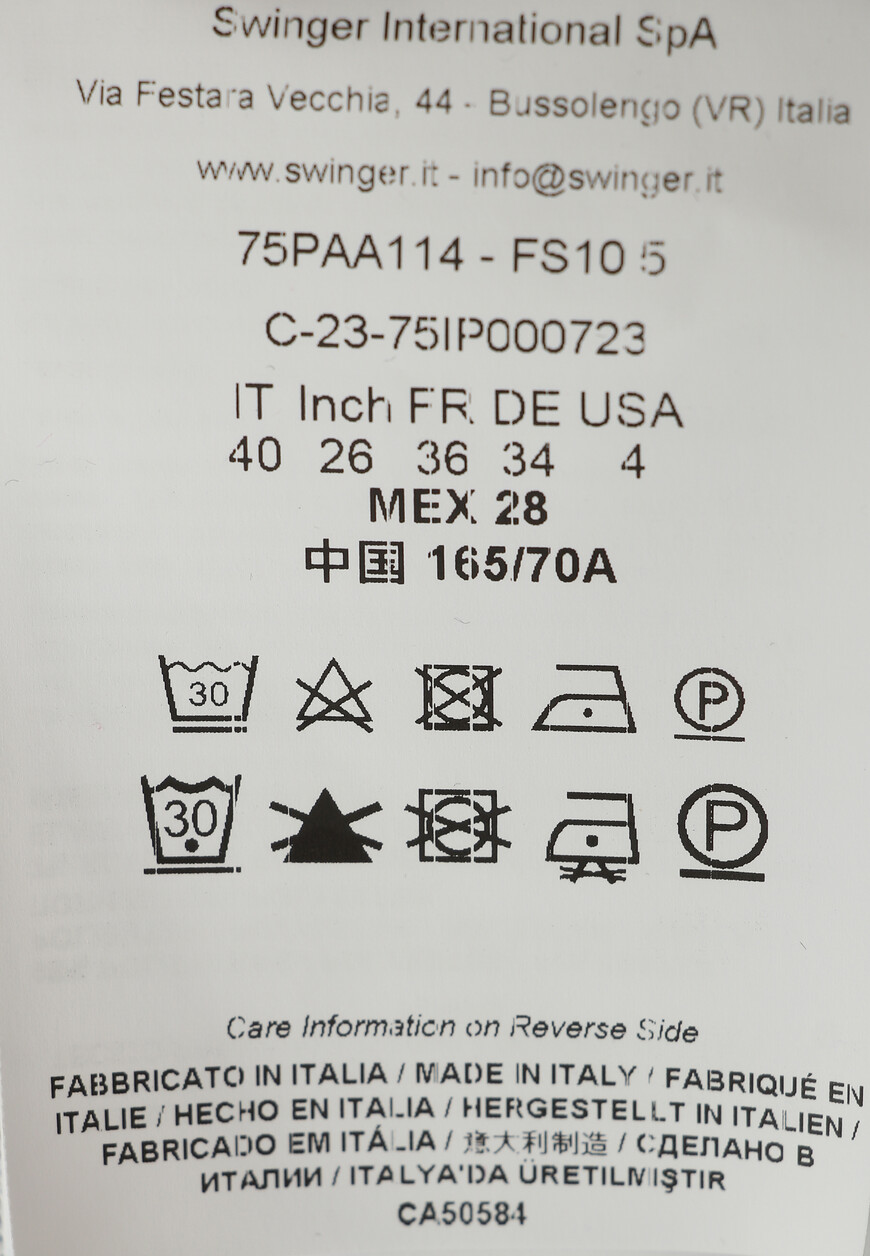 Swinger International SpA
Via Festara Vecchia, 44 - Bussolengo (VR) Italia
www.swinger.it - info@swinger.it
75PAA114 - FS105
C-23-75IP000723
IT Inch FR DE USA
40 26 36 34 4
MEX 28
中国 165/70A
30 P
30 P
Care Information on Reverse Side
FABBRICATO IN ITALIA / MADE IN ITALY / FABRIQUÉ EN
ITALIE / HECHO EN ITALIA / HERGESTELLT IN ITALIEN /
FABRICADO EM ITÁLIA / 意大利制造 / СДЕЛАНО В
ИТАЛИИ / ITALYA'DA ÜRETILMIŞTIR
CA50584